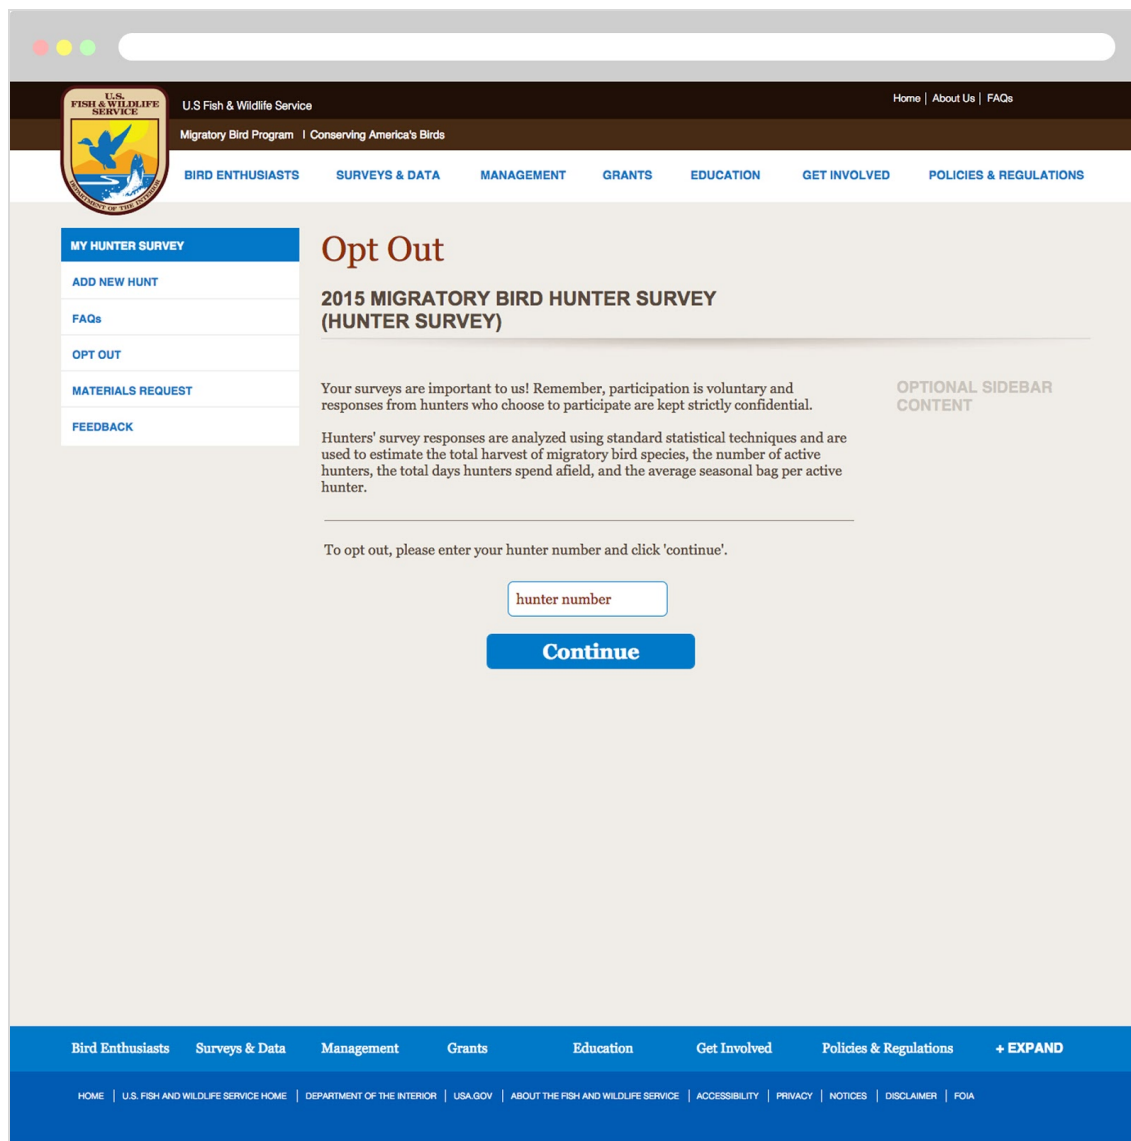 U.S.
FISH & WILDLIFE
SERVICE
DEPARTMENT OF THE INTERIOR
U.S Fish & Wildlife Service
Home | About Us | FAQs
Migratory Bird Program | Conserving America's Birds
BIRD ENTHUSIASTS SURVEYS & DATA MANAGEMENT GRANTS EDUCATION GET INVOLVED POLICIES & REGULATIONS
MY HUNTER SURVEY
ADD NEW HUNT
FAQs
OPT OUT
MATERIALS REQUEST
FEEDBACK
Opt Out
2015 MIGRATORY BIRD HUNTER SURVEY
(HUNTER SURVEY)
Your surveys are important to us! Remember, participation is voluntary and
responses from hunters who choose to participate are kept strictly confidential.
Hunters' survey responses are analyzed using standard statistical techniques and are
used to estimate the total harvest of migratory bird species, the number of active
hunters, the total days hunters spend afield, and the average seasonal bag per active
hunter.
OPTIONAL SIDEBAR
CONTENT
To opt out, please enter your hunter number and click 'continue'.
hunter number
Continue
Bird Enthusiasts Surveys & Data Management Grants Education Get Involved Policies & Regulations + EXPAND
HOME | U.S. FISH AND WILDLIFE SERVICE HOME | DEPARTMENT OF THE INTERIOR | USA.GOV | ABOUT THE FISH AND WILDLIFE SERVICE | ACCESSIBILITY | PRIVACY | NOTICES | DISCLAIMER | FOIA